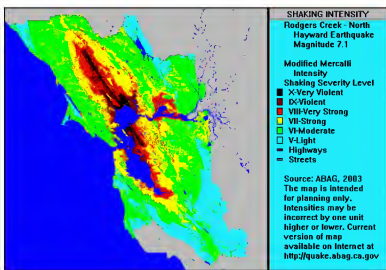 SHAKING INTENSITY
Rodgers Creek - North
Hayward Earthquake
Magnitude 7.1
Modified Mercalli
Intensity
Shaking Severity Level
X-Very Violent
IX-Violent
VIII-Very Strong
VII-Strong
VI-Moderate
V-Light
Highways
Streets
Source: ABAG, 2003
The map is intended
for planning only.
Intensities may be
incorrect by one unit
higher or lower. Current
version of map
available on Internet at
http://quake.abag.ca.gov